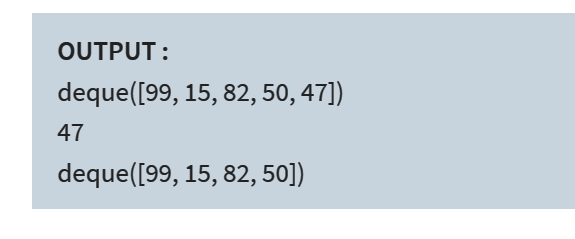 OUTPUT :
deque([99, 15, 82, 50, 47])
47
deque([99, 15, 82, 50])